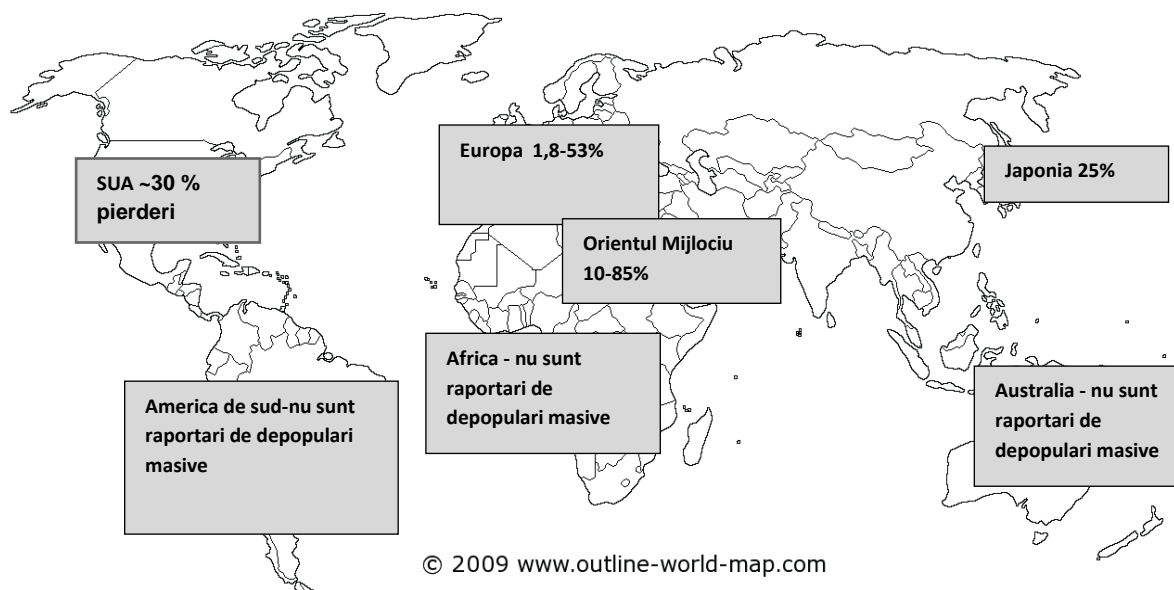 Europa 1,8-53%
Japonia 25%
SUA ~30 %
pierderi
Orientul Mijlociu
10-85%
Africa - nu sunt
raportari de
depopulari masive
America de sud-nu sunt
raportari de depopulari
masive
Australia - nu sunt
raportari de
depopulari masive
© 2009 www.outline-world-map.com